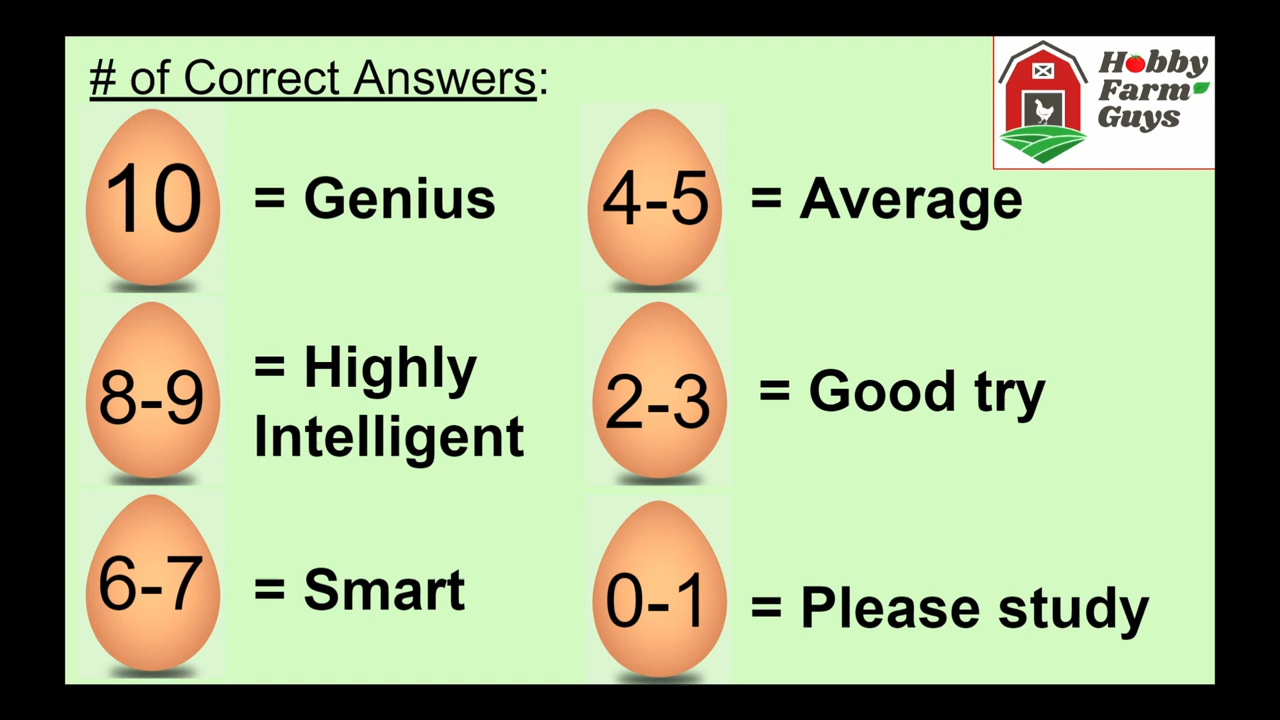 # of Correct Answers:
Hobby
Farm
Guys
10 = Genius
4-5 = Average
8-9 = Highly
Intelligent
2-3 = Good try
6-7 = Smart
0-1 = Please study